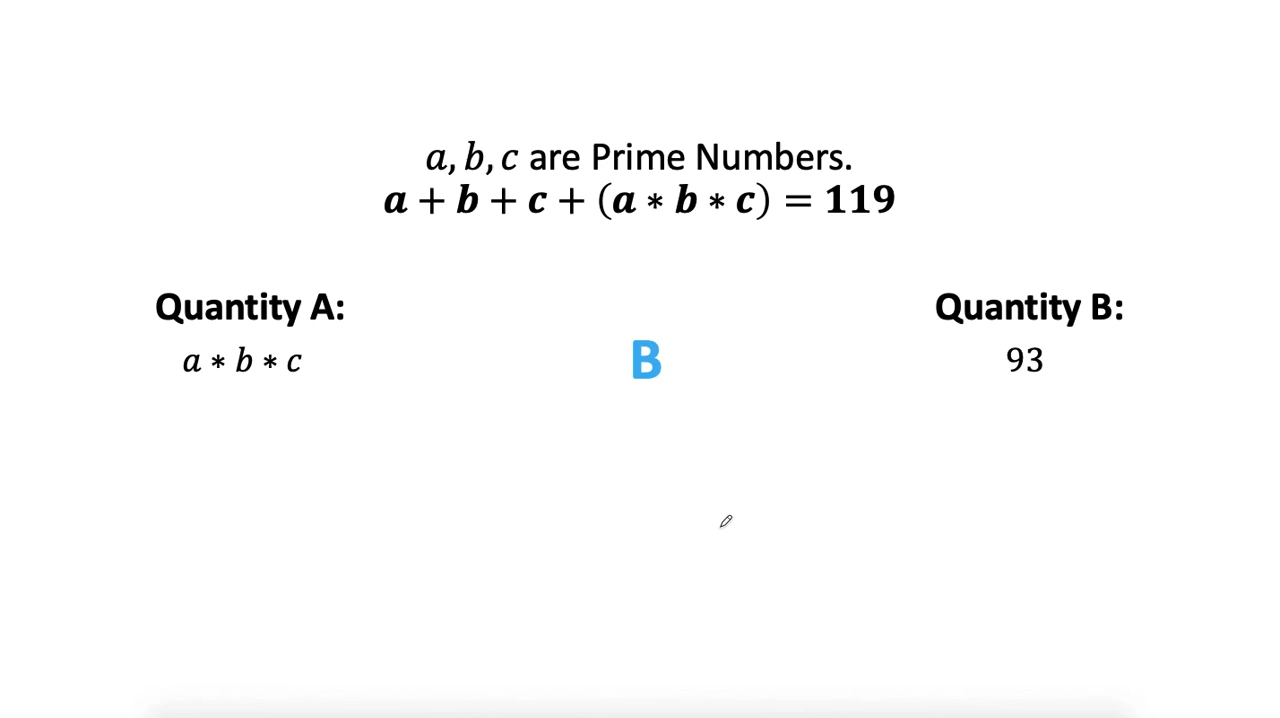 a, b, c are Prime Numbers.
a + b + c + (a * b * c) = 119
Quantity A:
Quantity B:
a * b * c
B
93